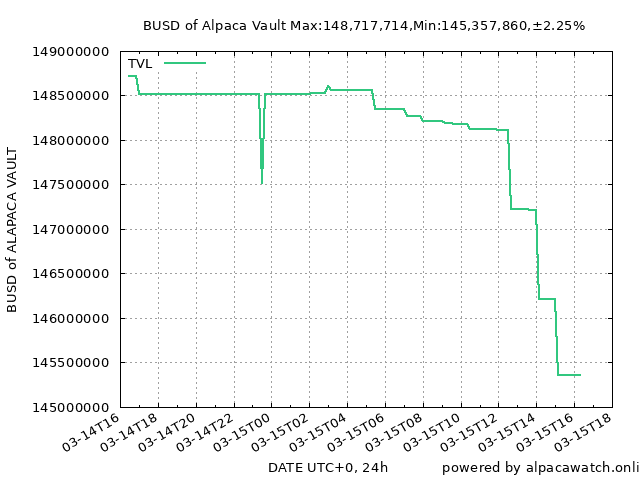 BUSD of Alpaca Vault Max:148,717,714,Min:145,357,860,±2.25%
149000000
TVL
148500000
148000000
147500000
147000000
146500000
146000000
145500000
145000000
BUSD of ALAPACA VAULT
03-14T16
03-14T18
03-14T20
03-14T22
03-15T00
03-15T02
03-15T04
03-15T06
03-15T08
03-15T10
03-15T12
03-15T14
03-15T16
03-15T18
DATE UTC+0, 24h
powered by alpacawatch.onli